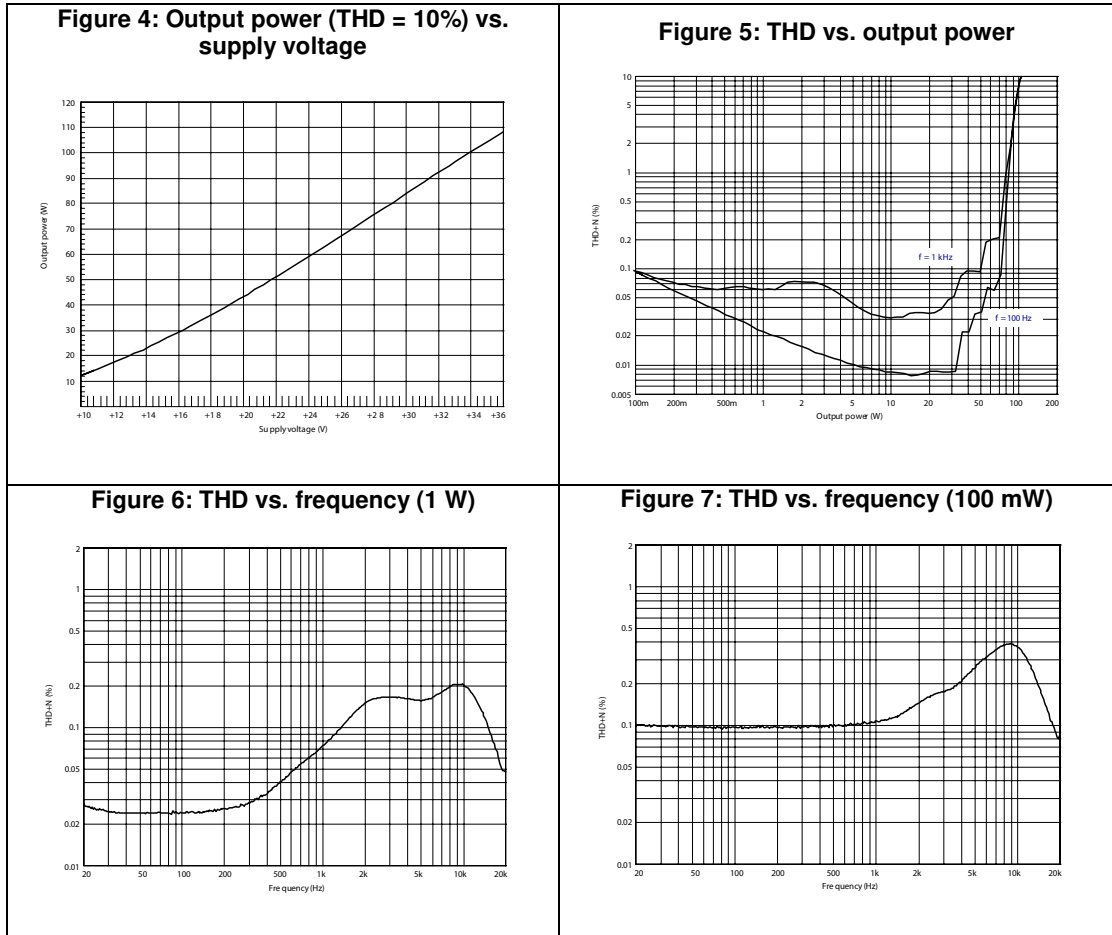 Figure 4: Output power (THD = 10%) vs.
supply voltage
120
110
100
90
80
70
60
50
40
30
20
10
Output power (W)
+10 +12 +14 +16 +18 +20 +22 +24 +26 +28 +30 +32 +34 +36
Supply voltage (V)
Figure 5: THD vs. output power
10
5
2
1
0.5
0.2
0.1
0.05
0.02
0.01
0.005
THD+N (%)
f = 1 kHz
f = 100 Hz
100m 200m 500m 1 2 5 10 20 50 100 200
Output power (W)
Figure 6: THD vs. frequency (1 W)
2
1
0.5
0.2
0.1
0.05
0.02
0.01
THD+N (%)
20 50 100 200 500 1k 2k 5k 10k 20k
Frequency (Hz)
Figure 7: THD vs. frequency (100 mW)
2
1
0.5
0.2
0.1
0.05
0.02
0.01
THD+N (%)
20 50 100 200 500 1k 2k 5k 10k 20k
Frequency (Hz)